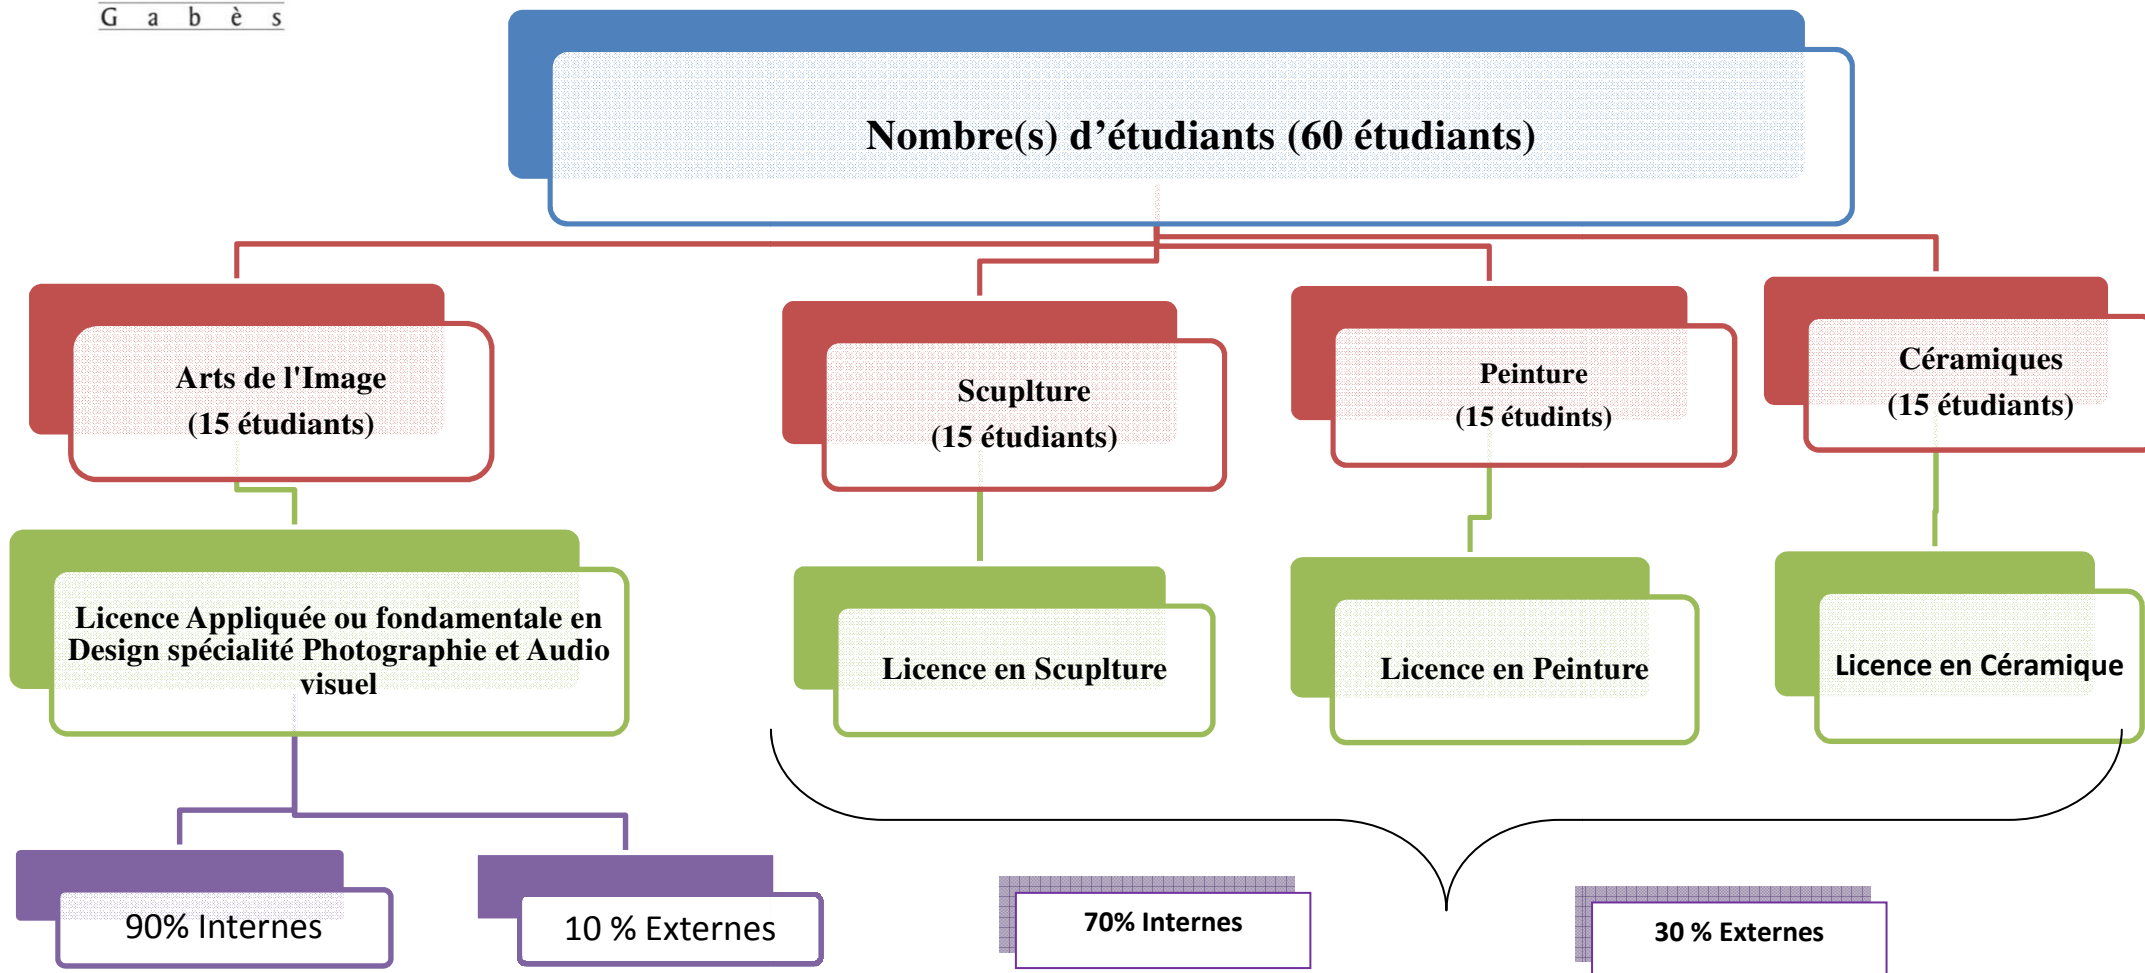 G a b è s
Nombre(s) d’étudiants (60 étudiants)
Arts de l'Image
(15 étudiants)
Scuplture
(15 étudiants)
Peinture
(15 étudints)
Céramiques
(15 étudiants)
Licence Appliquée ou fondamentale en
Design spécialité Photographie et Audio
visuel
Licence en Scuplture
Licence en Peinture
Licence en Céramique
90% Internes
10 % Externes
70% Internes
30 % Externes